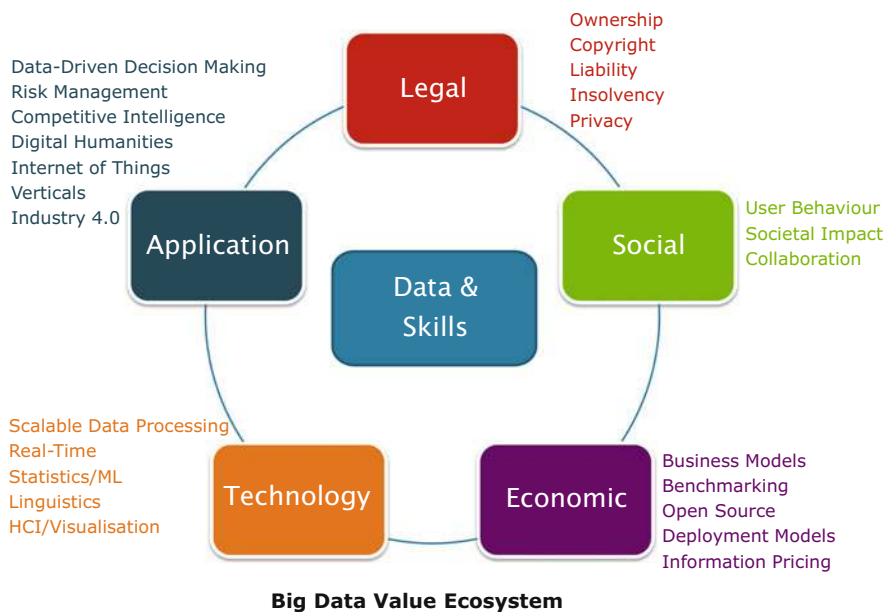 Legal
Ownership
Copyright
Liability
Insolvency
Privacy
Data-Driven Decision Making
Risk Management
Competitive Intelligence
Digital Humanities
Internet of Things
Verticals
Industry 4.0
Application
Social
User Behaviour
Societal Impact
Collaboration
Data &
Skills
Scalable Data Processing
Real-Time
Statistics/ML
Linguistics
HCI/Visualisation
Technology
Economic
Business Models
Benchmarking
Open Source
Deployment Models
Information Pricing
Big Data Value Ecosystem